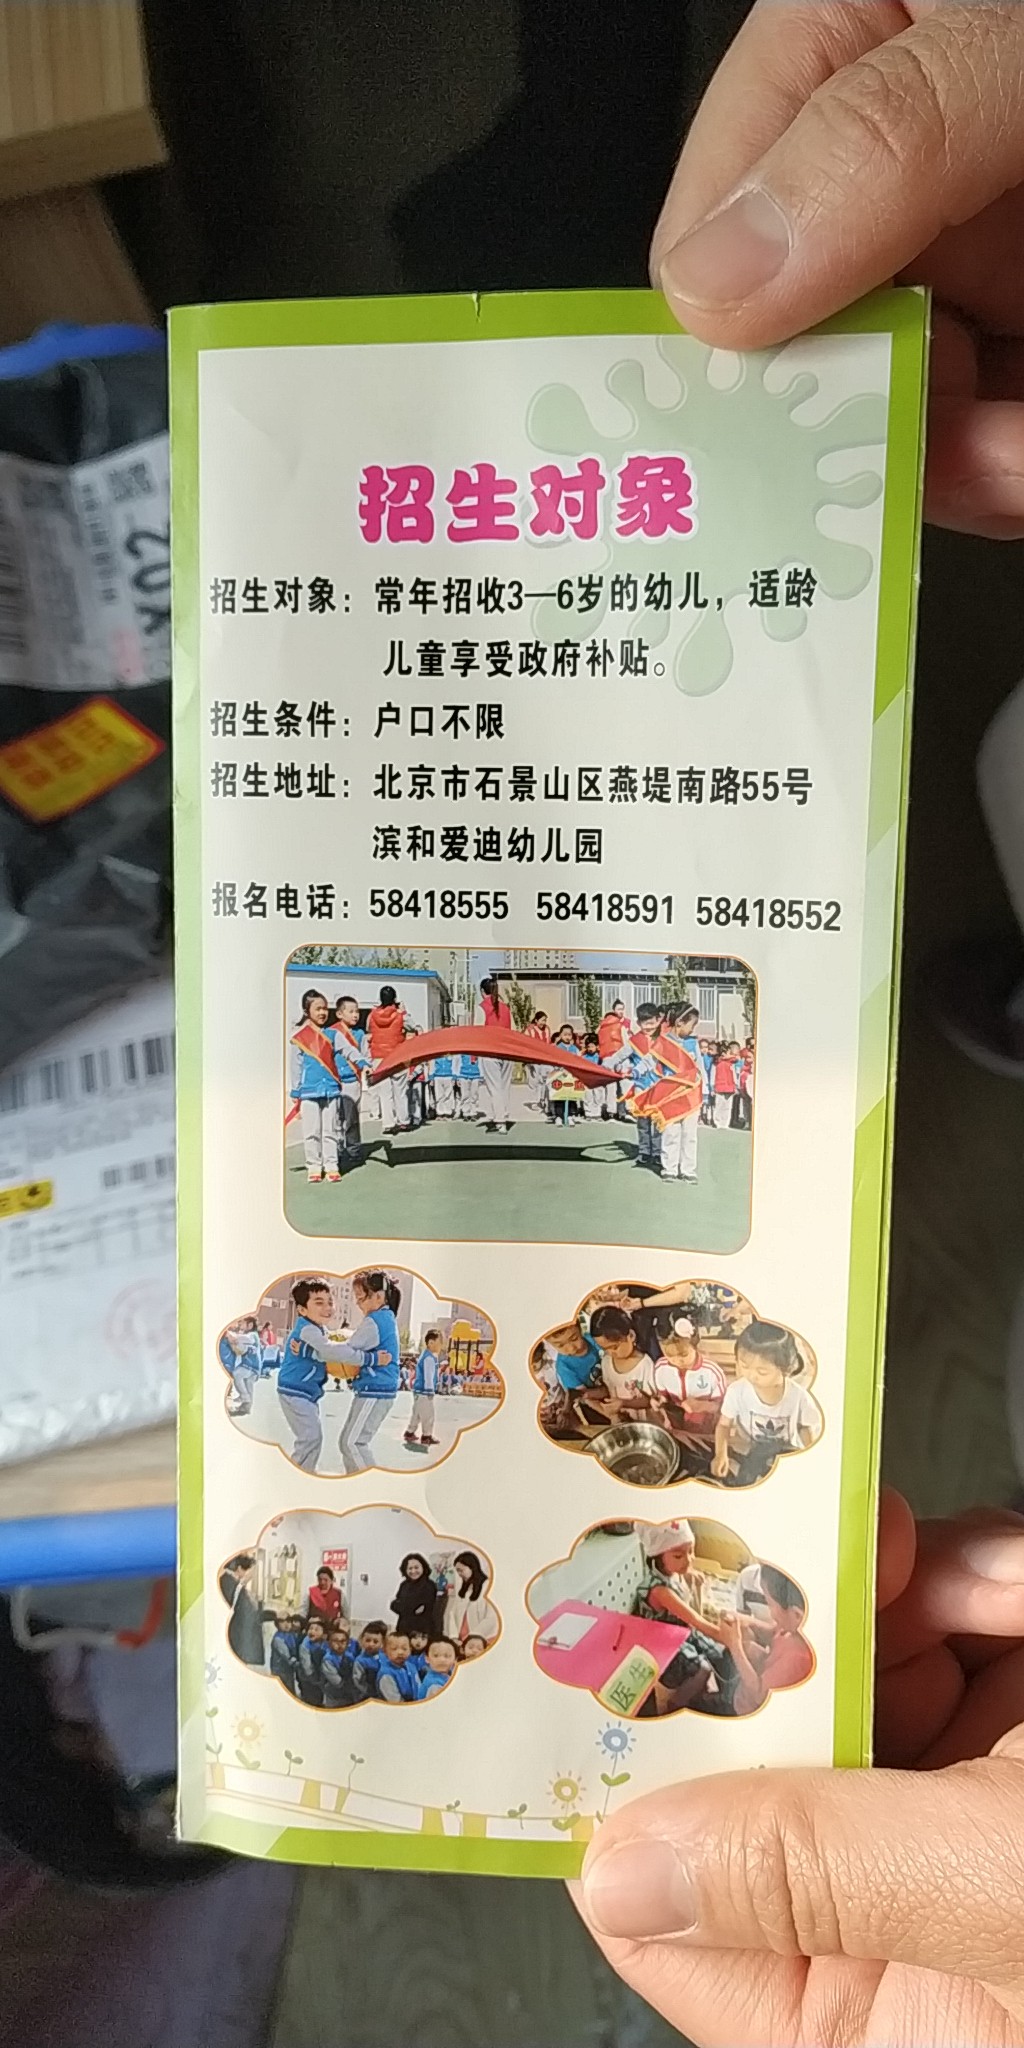 招生对象
招生对象：常年招收3—6岁的幼儿，适龄
儿童享受政府补贴。
招生条件：户口不限
招生地址：北京市石景山区燕堤南路55号
滨和爱迪幼儿园
报名电话：58418555 58418591 58418552
中一班
医生